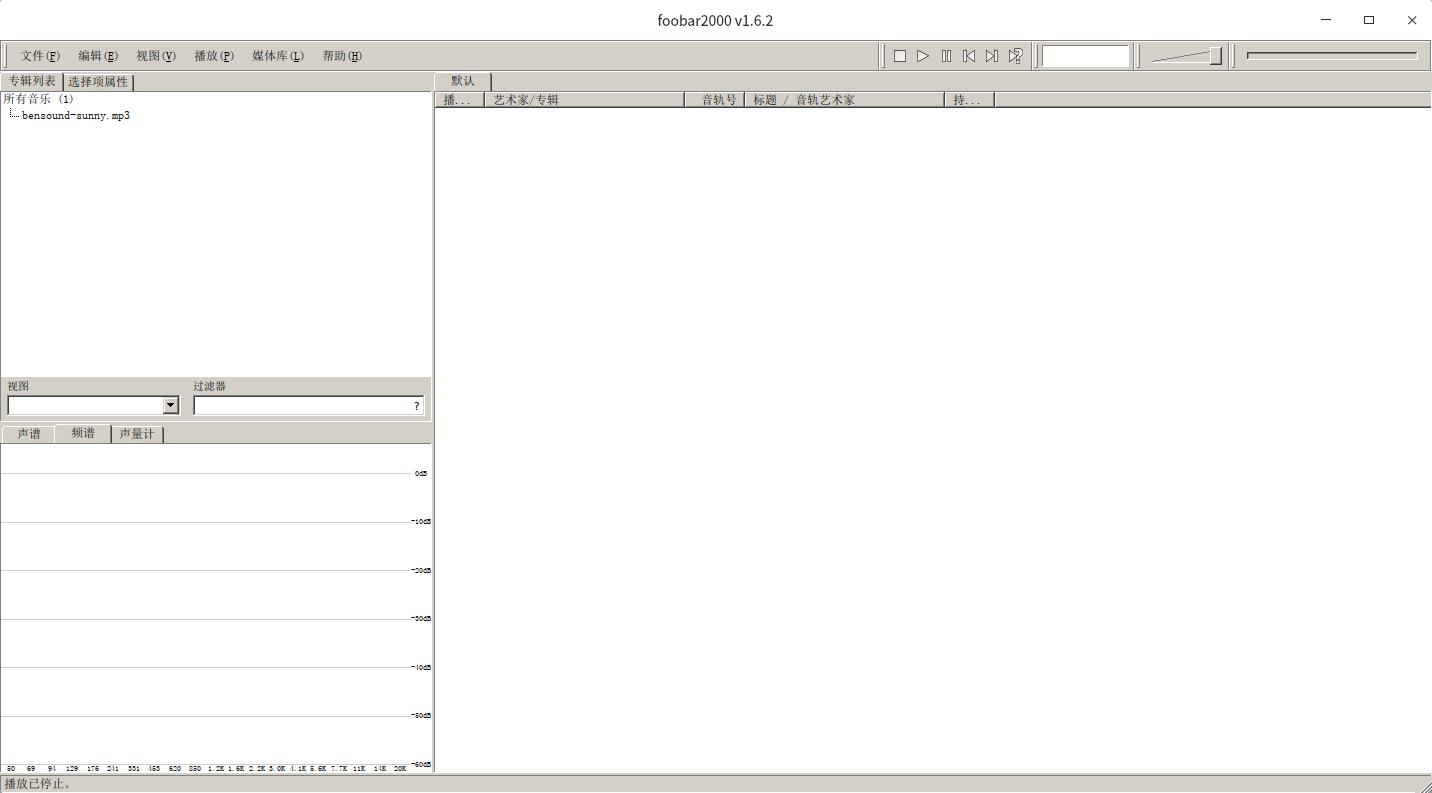 foobar2000 v1.6.2
文件(F) 编辑(E) 视图(V) 播放(P) 媒体库(L) 帮助(H)
专辑列表 选择项属性
默认
所有音乐 (1)
bensound-sunny.mp3
播... 艺术家/专辑 音轨号 标题 / 音轨艺术家 持...
视图 过滤器
?
声谱 频谱 声量计
0dB
-10dB
-20dB
-30dB
-40dB
-50dB
-60dB
50 69 94 129 176 241 331 453 620 850 1.2K 1.6K 2.2K 3.0K 4.1K 5.6K 7.7K 11K 14K 20K
播放已停止。